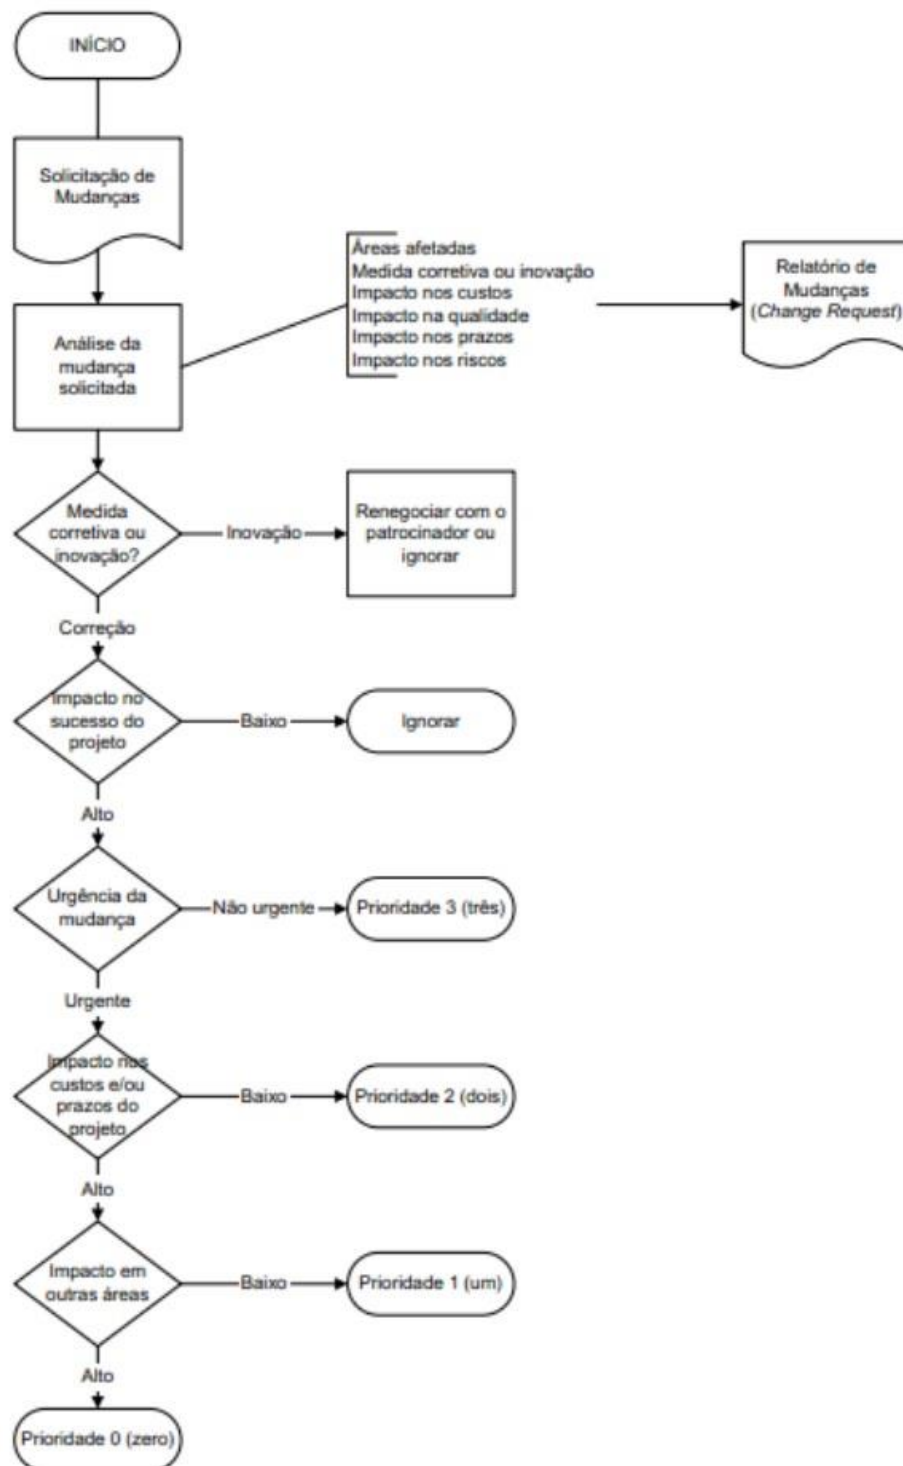 INÍCIO
Solicitação de
Mudanças
Áreas afetadas
Medida corretiva ou inovação
Impacto nos custos
Impacto na qualidade
Impacto nos prazos
Impacto nos riscos
Relatório de
Mudanças
(Change Request)
Análise da
mudança
solicitada
Medida
corretiva ou
inovação?
Inovação
Renegociar com o
patrocinador ou
ignorar
Correção
Impacto no
sucesso do
projeto
Baixo
Ignorar
Alto
Urgência da
mudança
Não urgente
Prioridade 3 (três)
Urgente
Impacto nos
custos e/ou
prazos do
projeto
Baixo
Prioridade 2 (dois)
Alto
Impacto em
outras áreas
Baixo
Prioridade 1 (um)
Alto
Prioridade 0 (zero)